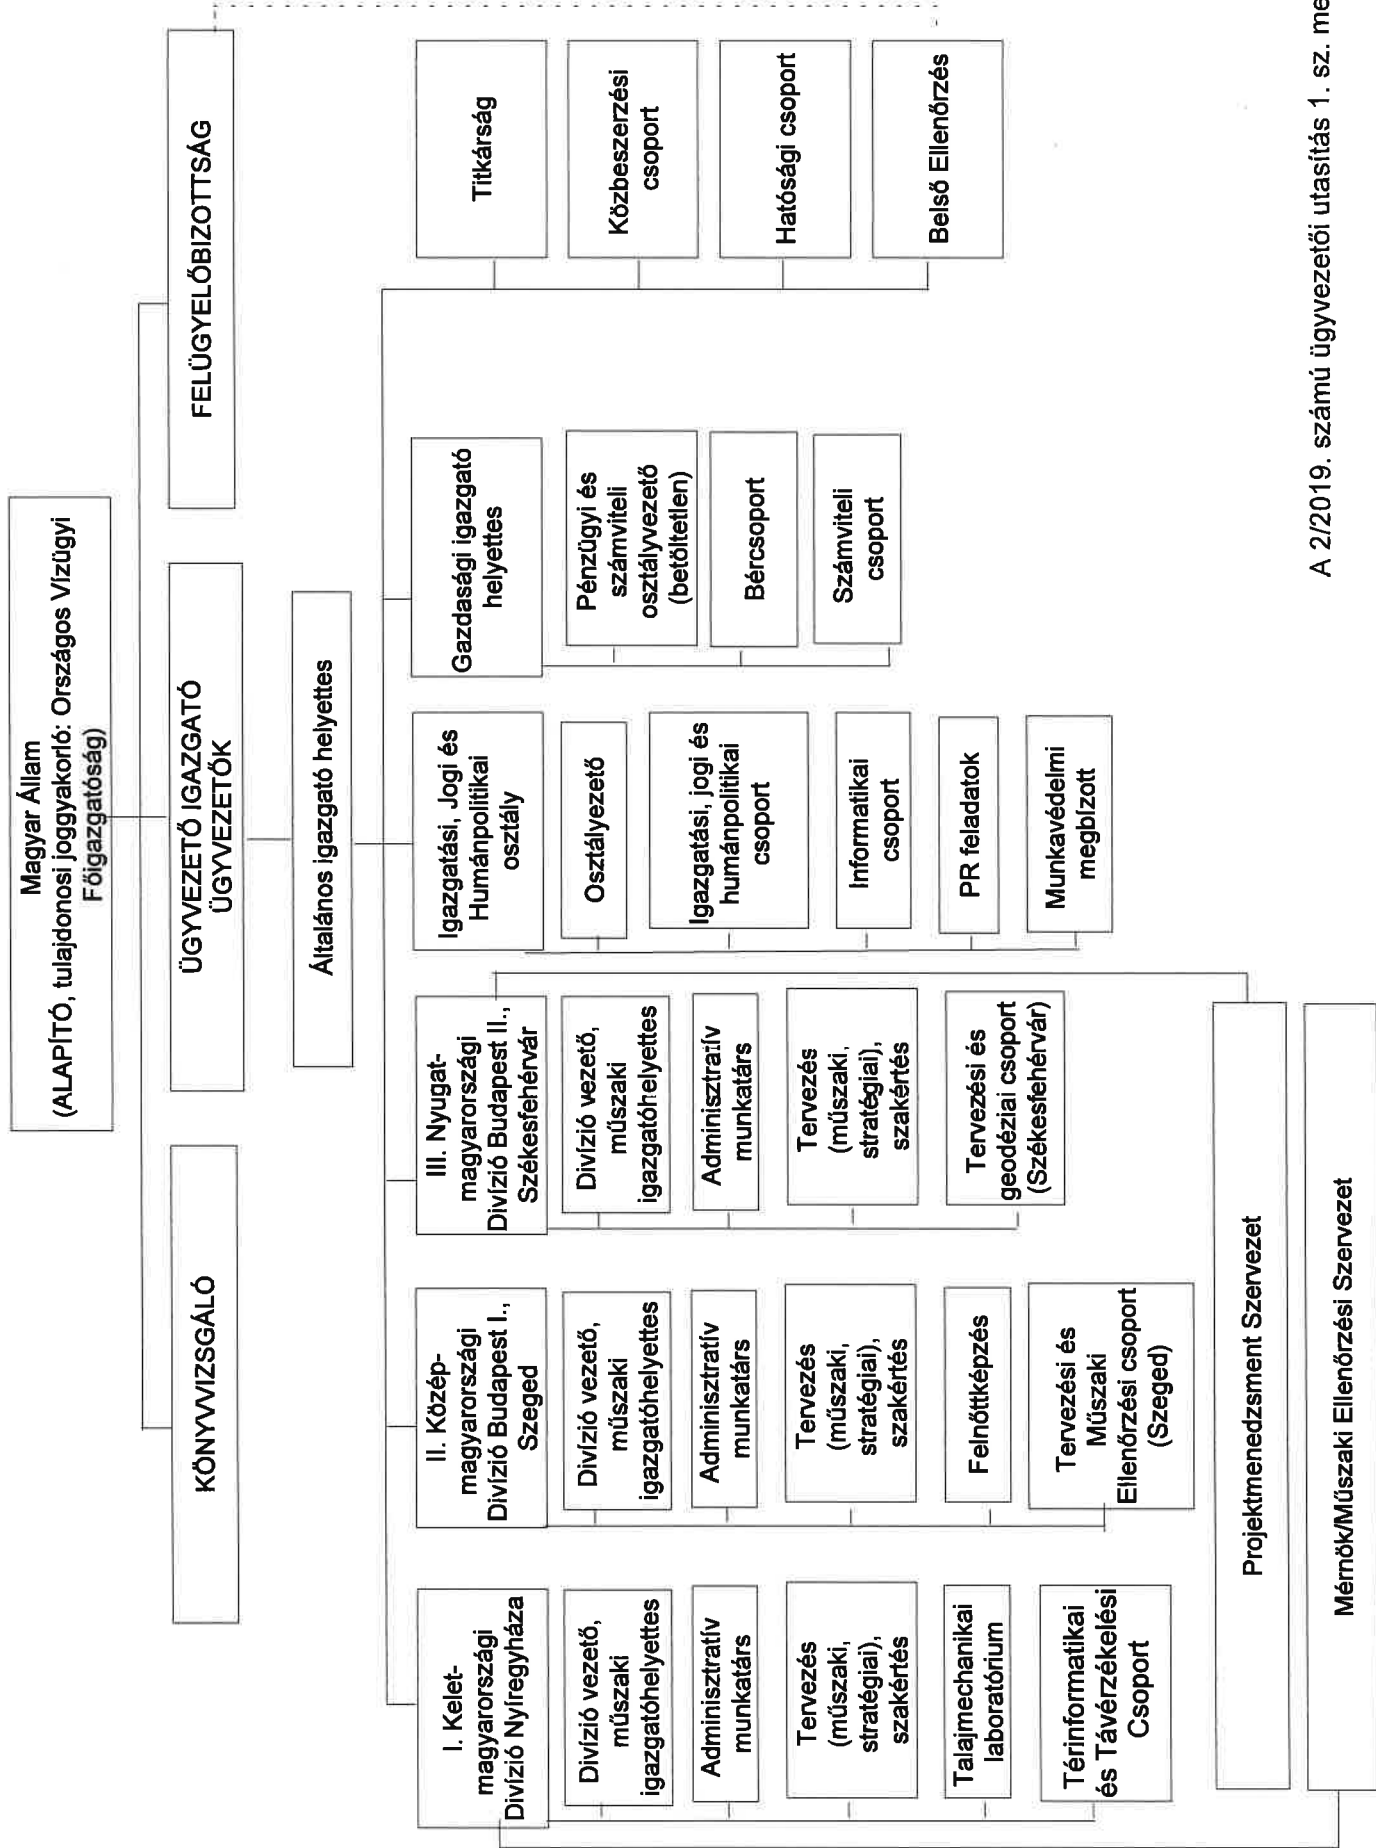 Magyar Állam
(ALAPÍTÓ, tulajdonosi joggyakorló: Országos Vízügyi
Főigazgatóság)
KÖNYVVIZSGÁLÓ
ÜGYVEZETŐ IGAZGATÓ
ÜGYVEZETŐK
FELÜGYELŐBIZOTTSÁG
Általános igazgató helyettes
I. Kelet-
magyarországi
Divízió Nyíregyháza
Divízió vezető,
műszaki
igazgatóhelyettes
Adminisztratív
munkatárs
Tervezés
(műszaki,
stratégiai),
szakértés
Talajmechanikai
laboratórium
Térinformatikai
és Távérzékelési
Csoport
II. Közép-
magyarországi
Divízió Budapest I.,
Szeged
Divízió vezető,
műszaki
igazgatóhelyettes
Adminisztratív
munkatárs
Tervezés
(műszaki,
stratégiai),
szakértés
Felnőttképzés
Tervezési és
Műszaki
Ellenőrzési csoport
(Szeged)
III. Nyugat-
magyarországi
Divízió Budapest II.,
Székesfehérvár
Divízió vezető,
műszaki
igazgatóhelyettes
Adminisztratív
munkatárs
Tervezés
(műszaki,
stratégiai),
szakértés
Tervezési és
geodéziai csoport
(Székesfehérvár)
Igazgatási, Jogi és
Humánpolitikai
osztály
Osztályezető
Igazgatási, jogi és
humánpolitikai
csoport
Informatikai
csoport
PR feladatok
Munkavédelmi
megbízott
Gazdasági igazgató
helyettes
Pénzügyi és
számviteli
osztályvezető
(betöltetlen)
Bércsoport
Számviteli
csoport
Titkárság
Közbeszerzési
csoport
Hatósági csoport
Belső Ellenőrzés
Projektmenedzsment Szervezet
Mérnök/Műszaki Ellenőrzési Szervezet
A 2/2019. számú ügyvezetői utasítás 1. sz. me